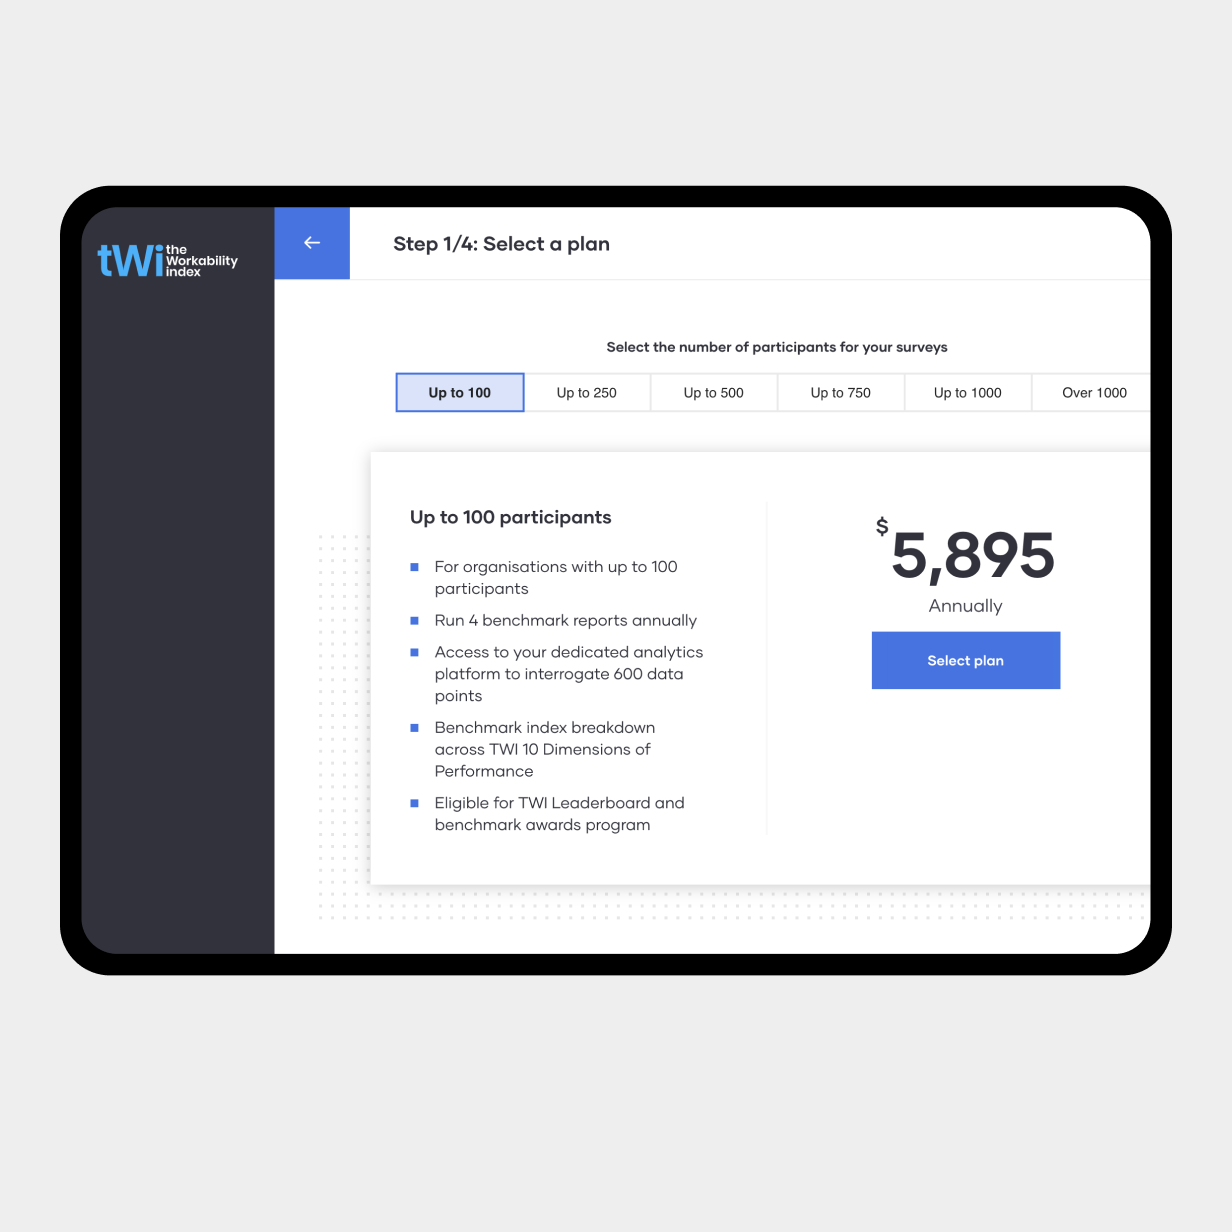 tWi the
Workability
index
Step 1/4: Select a plan
Select the number of participants for your surveys
Up to 100 Up to 250 Up to 500 Up to 750 Up to 1000 Over 1000
Up to 100 participants
For organisations with up to 100
participants
Run 4 benchmark reports annually
Access to your dedicated analytics
platform to interrogate 600 data
points
Benchmark index breakdown
across TWI 10 Dimensions of
Performance
Eligible for TWI Leaderboard and
benchmark awards program
$5,895
Annually
Select plan